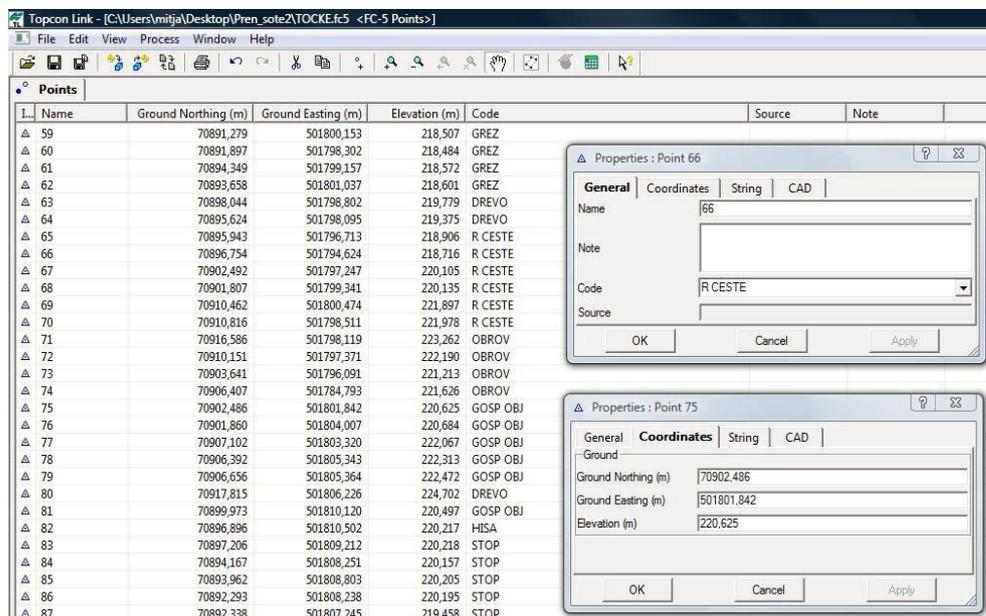 Topcon Link - [C:\Users\mitja\Desktop\Pren_sote2\TOCKE.fc5 <FC-5 Points>]
File Edit View Process Window Help
Points
I... Name Ground Northing (m) Ground Easting (m) Elevation (m) Code Source Note
59 70891,279 501800,153 218,507 GREZ
60 70891,897 501798,302 218,484 GREZ
61 70894,349 501799,157 218,572 GREZ
62 70893,658 501801,037 218,601 GREZ
63 70898,044 501798,802 219,779 DREVO
64 70895,624 501798,095 219,375 DREVO
65 70895,943 501796,713 218,906 R CESTE
66 70896,754 501794,624 218,716 R CESTE
67 70902,492 501797,247 220,105 R CESTE
68 70901,807 501799,341 220,135 R CESTE
69 70910,462 501800,474 221,897 R CESTE
70 70910,816 501798,511 221,978 R CESTE
71 70916,586 501798,119 223,262 OBROV
72 70910,151 501797,371 222,190 OBROV
73 70903,641 501796,091 221,213 OBROV
74 70906,407 501784,793 221,626 OBROV
75 70902,486 501801,842 220,625 GOSP OBJ
76 70901,860 501804,007 220,684 GOSP OBJ
77 70907,102 501803,320 222,067 GOSP OBJ
78 70906,392 501805,343 222,313 GOSP OBJ
79 70906,656 501805,364 222,472 GOSP OBJ
80 70917,815 501806,226 224,702 DREVO
81 70899,973 501810,120 220,497 GOSP OBJ
82 70896,896 501810,502 220,217 HISA
83 70897,206 501809,212 220,218 STOP
84 70894,167 501808,251 220,157 STOP
85 70893,962 501808,803 220,205 STOP
86 70892,293 501808,238 220,195 STOP
87 70892,338 501807,245 219,458 STOP
Properties : Point 66
General Coordinates String CAD
Name 66
Note
Code R CESTE
Source
OK Cancel Apply
Properties : Point 75
General Coordinates String CAD
Ground
Ground Northing (m) 70902,486
Ground Easting (m) 501801,842
Elevation (m) 220,625
OK Cancel Apply